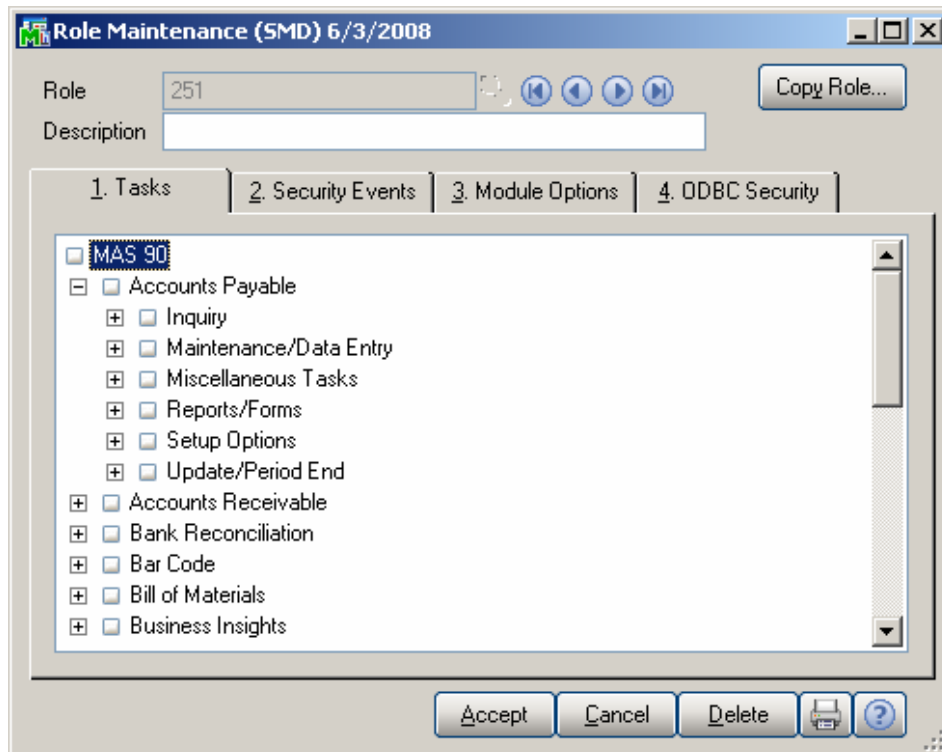 Role Maintenance (SMD) 6/3/2008
Role 251 Copy Role...
Description
1. Tasks 2. Security Events 3. Module Options 4. ODBC Security
MAS 90
Accounts Payable
Inquiry
Maintenance/Data Entry
Miscellaneous Tasks
Reports/Forms
Setup Options
Update/Period End
Accounts Receivable
Bank Reconciliation
Bar Code
Bill of Materials
Business Insights
Accept Cancel Delete ?